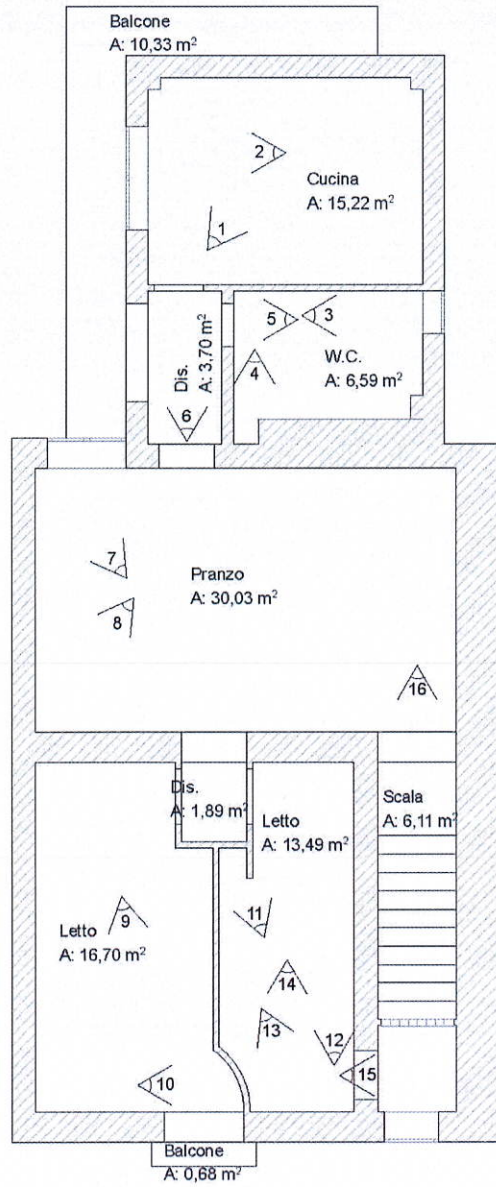 Balcone
A: 10,33 m²
2
Cucina
A: 15,22 m²
1
5
3
W.C.
A: 6,59 m²
4
Dis.
A: 3,70 m²
6
7
8
Pranzo
A: 30,03 m²
16
Dis.
A: 1,89 m²
Letto
A: 13,49 m²
Scala
A: 6,11 m²
9
Letto
A: 16,70 m²
11
14
13
12
10
15
Balcone
A: 0,68 m²